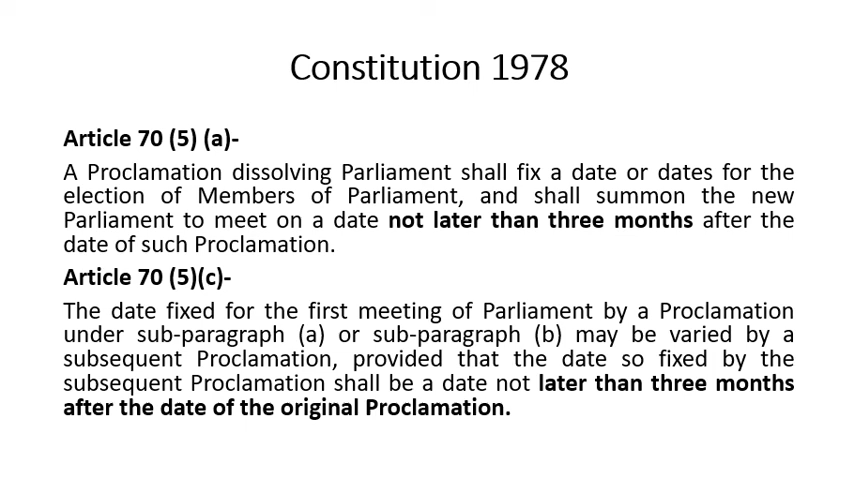 Constitution 1978
Article 70 (5) (a)-
A Proclamation dissolving Parliament shall fix a date or dates for the
election of Members of Parliament, and shall summon the new
Parliament to meet on a date not later than three months after the
date of such Proclamation.
Article 70 (5)(c)-
The date fixed for the first meeting of Parliament by a Proclamation
under sub-paragraph (a) or sub-paragraph (b) may be varied by a
subsequent Proclamation, provided that the date so fixed by the
subsequent Proclamation shall be a date not later than three months
after the date of the original Proclamation.